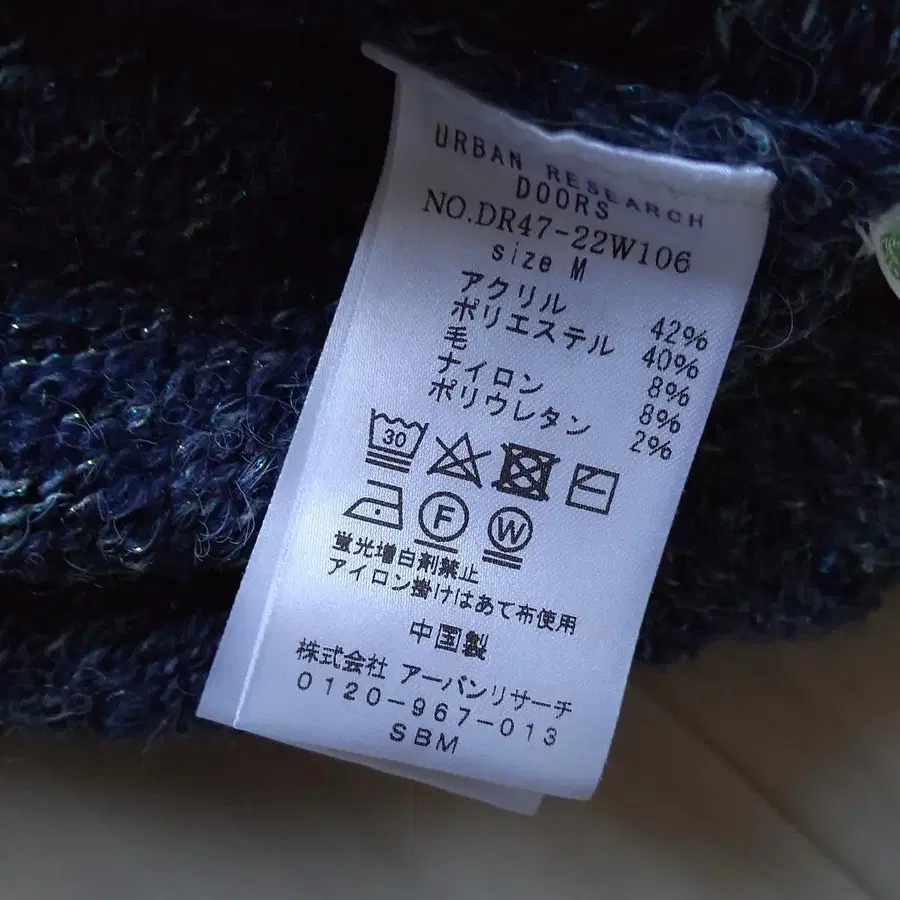 URBAN RESEARCH
DOORS
NO.DR47-22W106
size M
アクリル 42%
ポリエステル 40%
毛 8%
ナイロン 8%
ポリウレタン 2%
30
F W
蛍光増白剤禁止
アイロン掛けはあて布使用
中国製
株式会社 アーバンリサーチ
0120-967-013
SBM